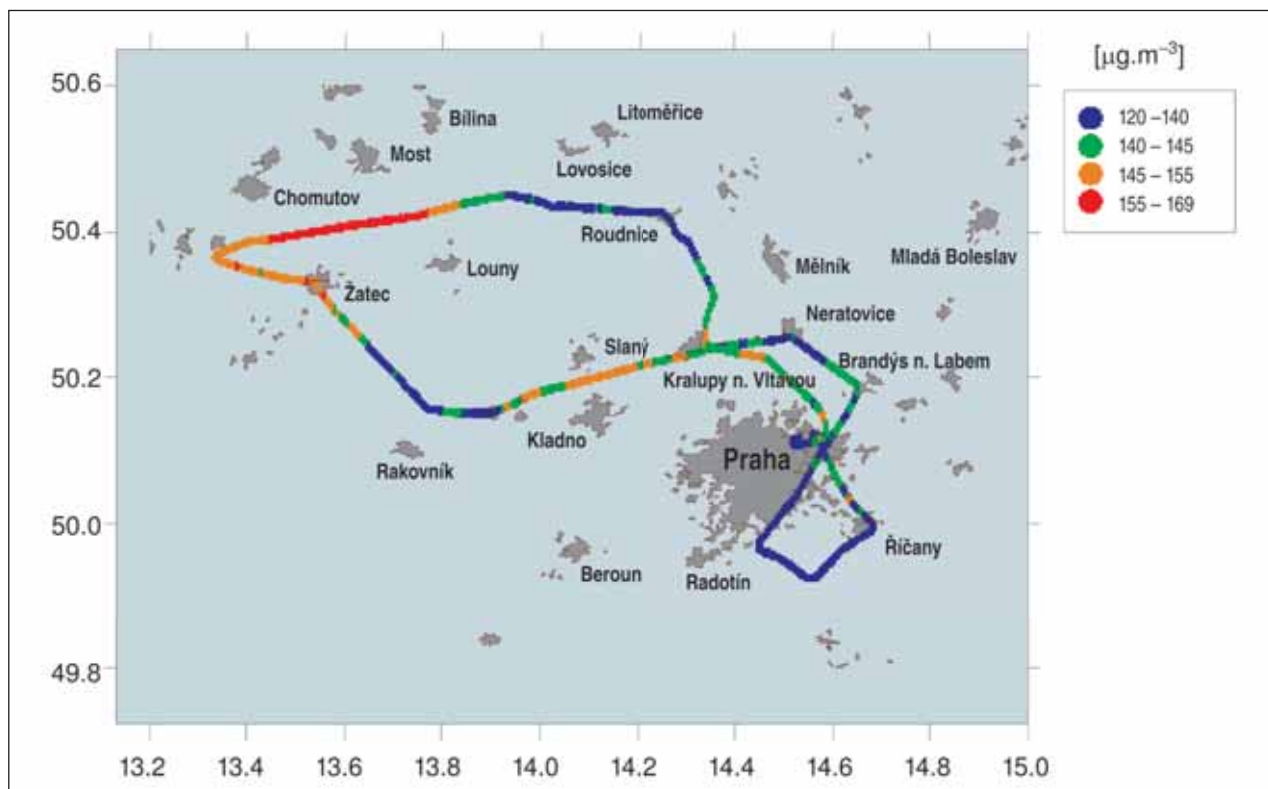 [µg.m⁻³]
120 – 140
140 – 145
145 – 155
155 – 169
50.6
50.4
50.2
50.0
49.8
Bílina
Litoměřice
Most
Lovosice
Chomutov
Roudnice
Mladá Boleslav
Louny
Mělník
Žatec
Neratovice
Slaný
Brandýs n. Labem
Kralupy n. Vltavou
Kladno
Praha
Rakovník
Říčany
Beroun
Radotín
13.2 13.4 13.6 13.8 14.0 14.2 14.4 14.6 14.8 15.0